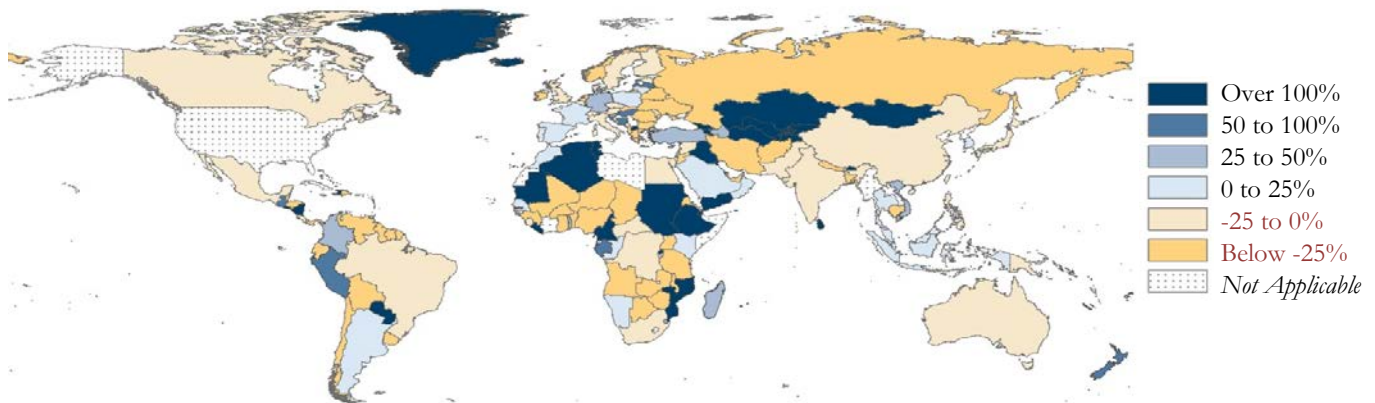 Over 100%
50 to 100%
25 to 50%
0 to 25%
-25 to 0%
Below -25%
Not Applicable